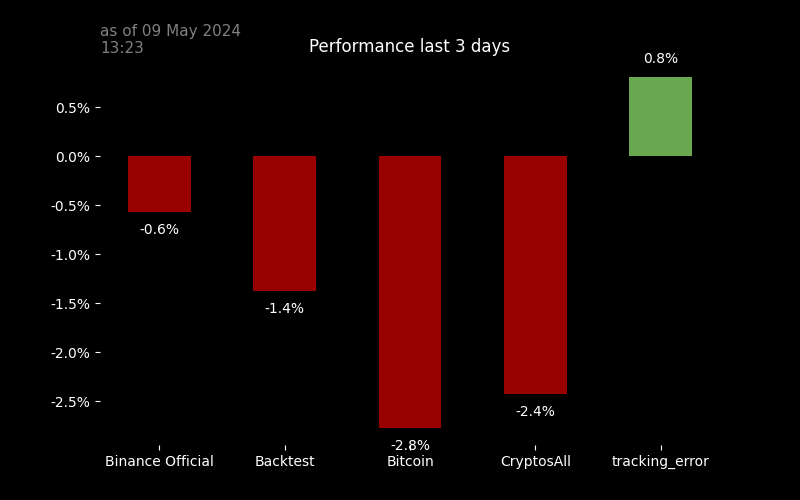 as of 09 May 2024
13:23
Performance last 3 days
0.8%
0.5%
0.0%
-0.5%
-0.6%
-1.0%
-1.4%
-1.5%
-2.0%
-2.4%
-2.5%
-2.8%
Binance Official
Backtest
Bitcoin
CryptosAll
tracking_error